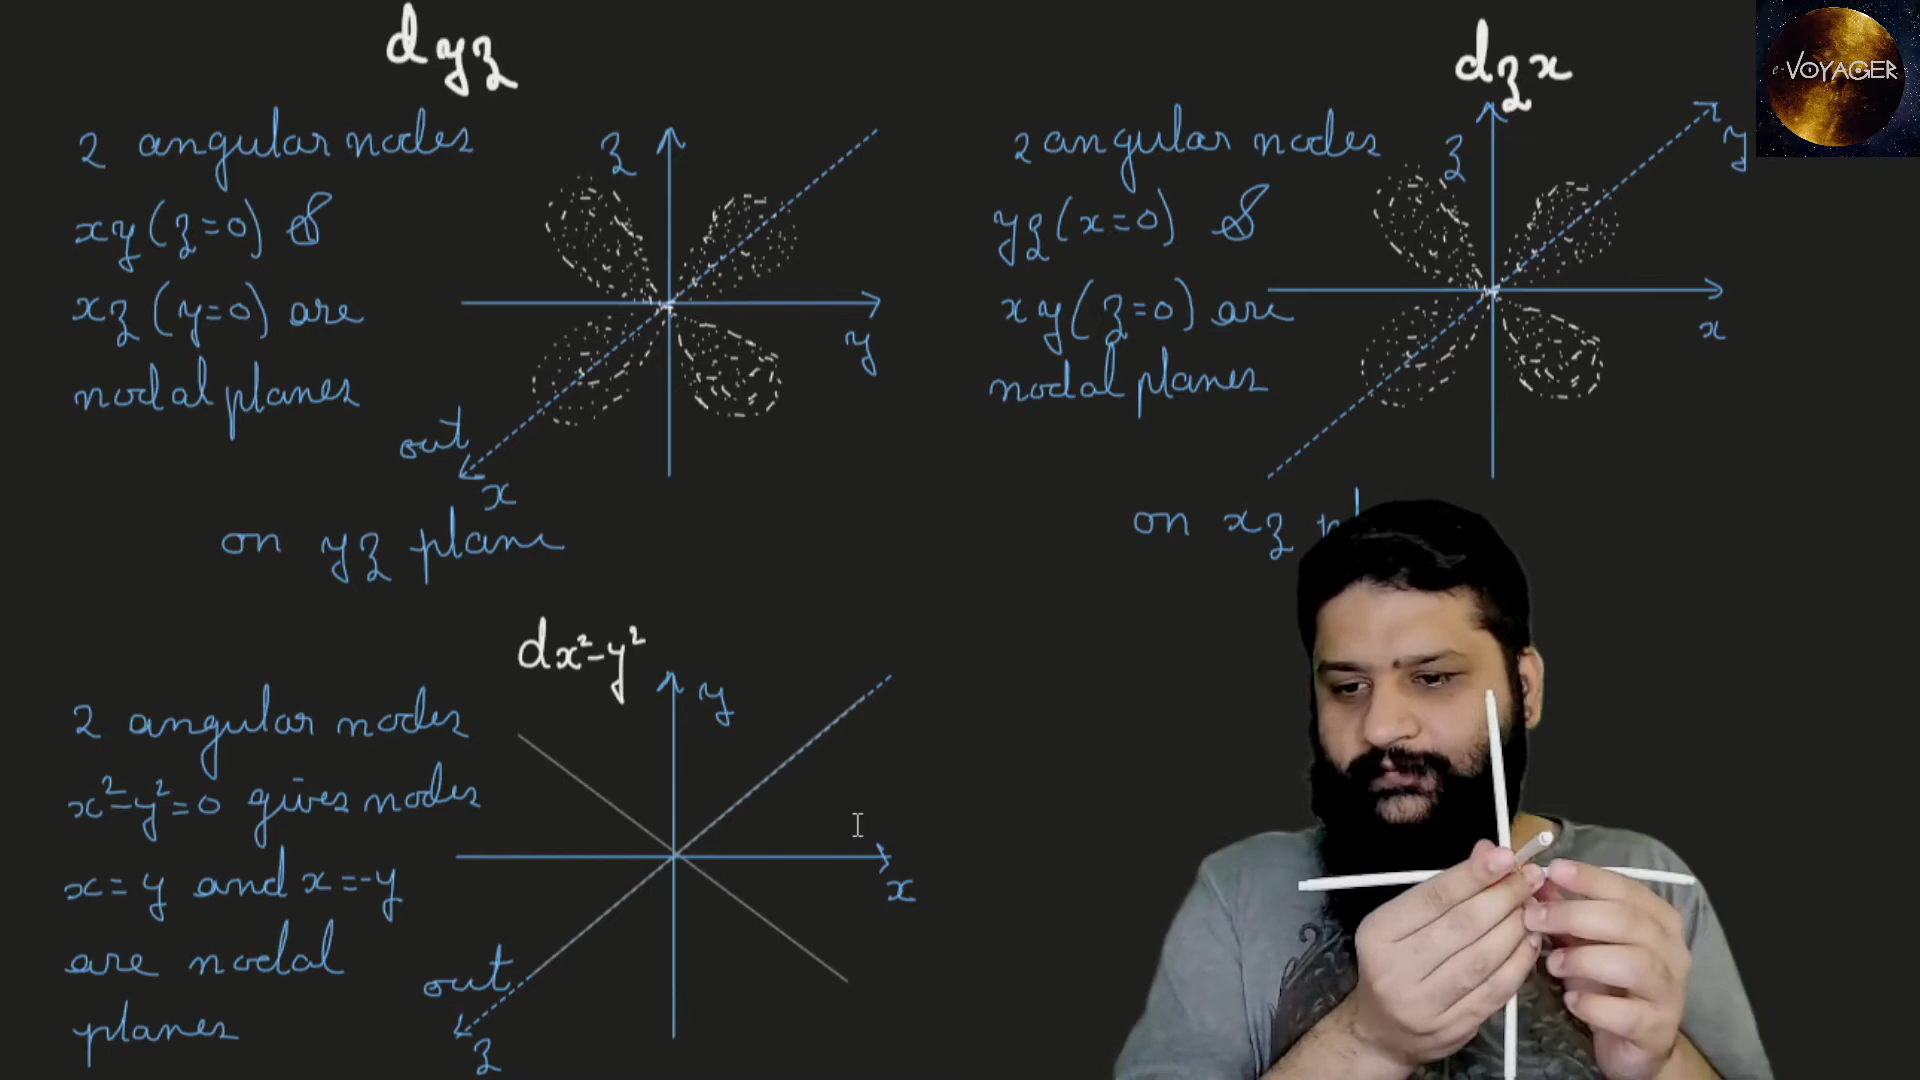 dyz
2 angular nodes
xy(z=0) &
xz(y=0) are
nodal planes
z
y
out
x
on yz plane
dzx
2 angular nodes
yz(x=0) &
xy(z=0) are
nodal planes
z
y
x
on xz
e-VOYAGER
dx²-y²
2 angular nodes
x²-y²=0 gives nodes
x=y and x=-y
are nodal
planes
y
x
out
z